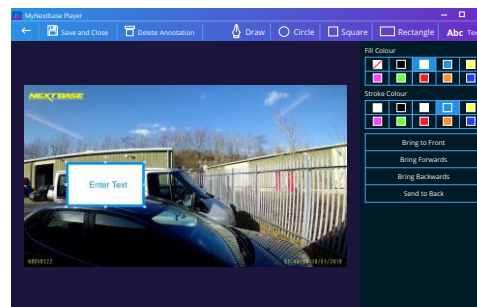 MyNextbase Player
Save and Close
Delete Annotation
Draw
Circle
Square
Rectangle
Abc
Fill Colour
Stroke Colour
Bring to Front
Bring Forwards
Bring Backwards
Send to Back
NEXTBASE
Enter Text